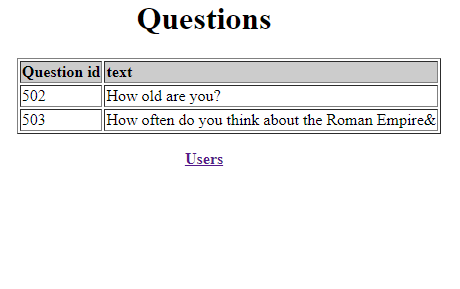 Questions
Question id text
502 How old are you?
503 How often do you think about the Roman Empire&
Users